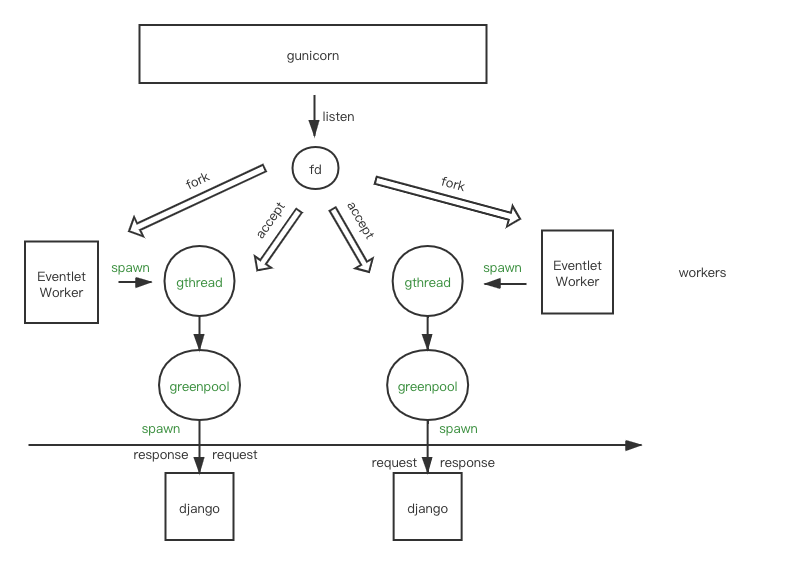 gunicorn
listen
fd
fork
fork
accept
accept
Eventlet
Worker
spawn
gthread
gthread
spawn
Eventlet
Worker
workers
greenpool
greenpool
spawn
spawn
response
request
request
response
django
django